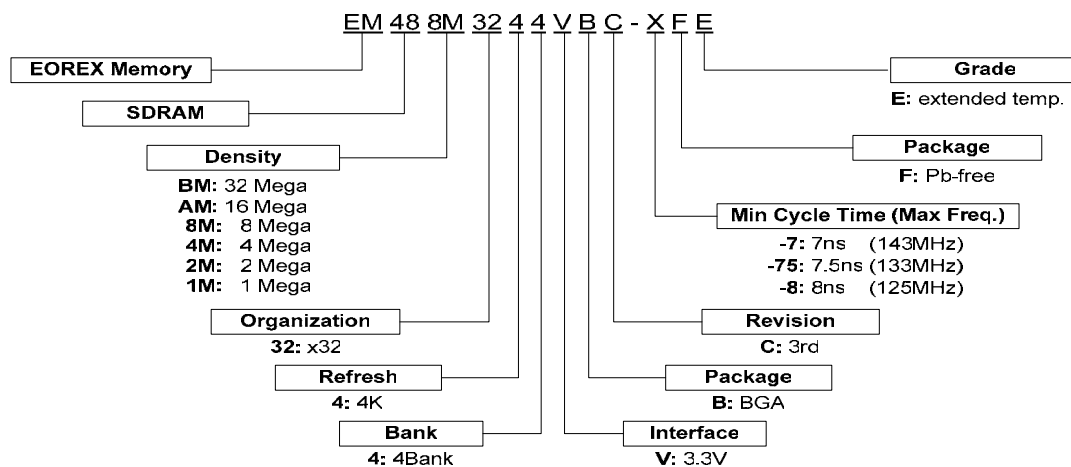 EM 48 8M 32 4 4 V B C - X F E
EOREX Memory
SDRAM
Density
BM: 32 Mega
AM: 16 Mega
8M: 8 Mega
4M: 4 Mega
2M: 2 Mega
1M: 1 Mega
Organization
32: x32
Refresh
4: 4K
Bank
4: 4Bank
Grade
E: extended temp.
Package
F: Pb-free
Min Cycle Time (Max Freq.)
-7: 7ns (143MHz)
-75: 7.5ns (133MHz)
-8: 8ns (125MHz)
Revision
C: 3rd
Package
B: BGA
Interface
V: 3.3V